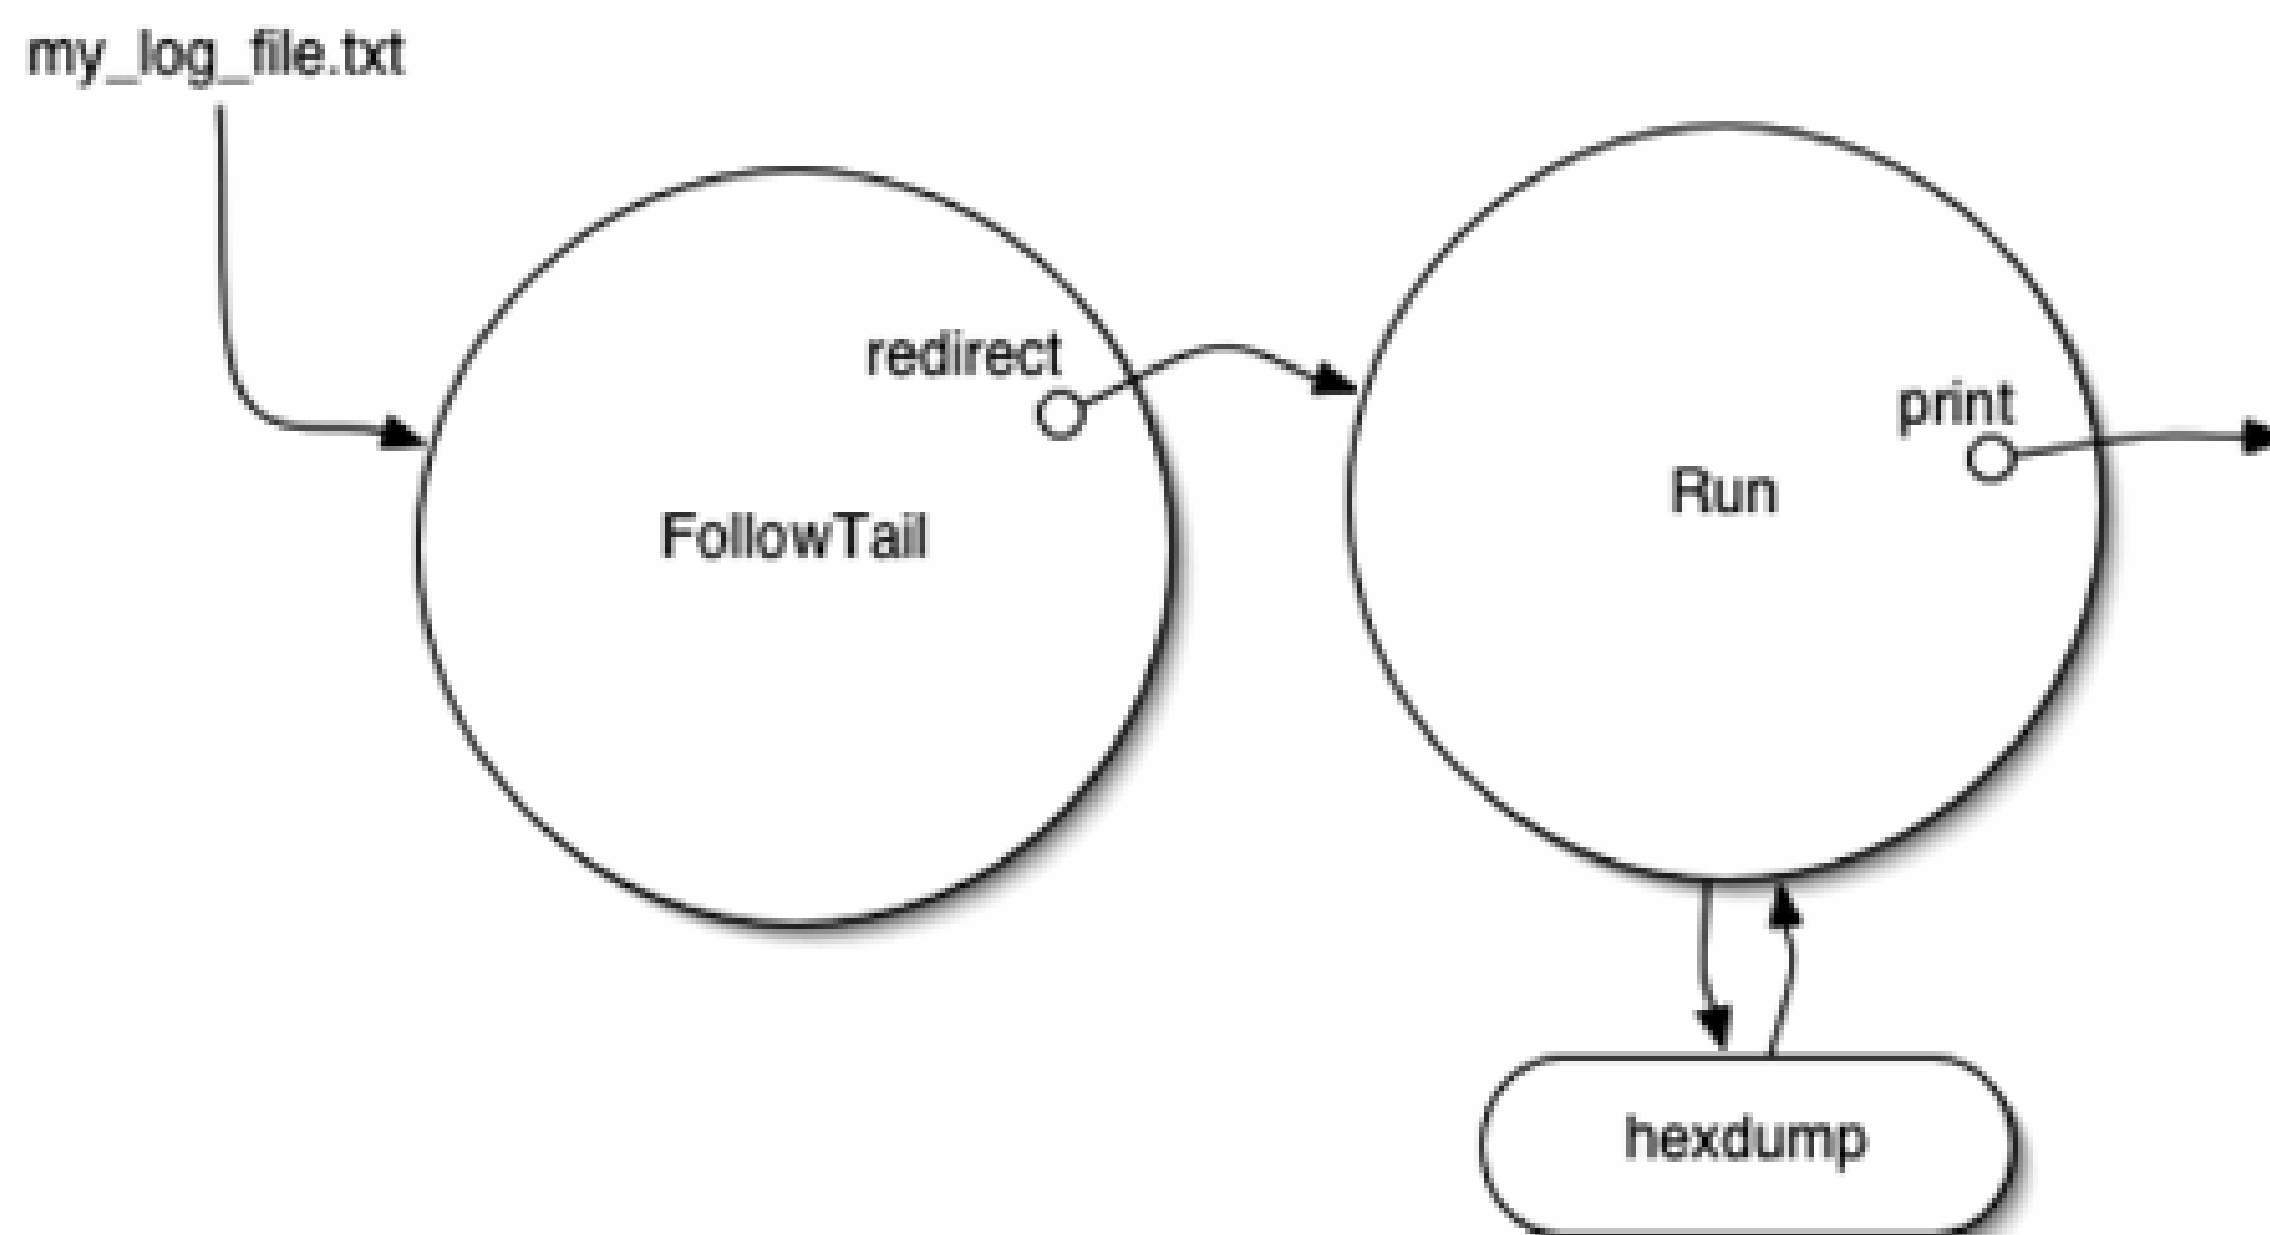 my_log_file.txt
redirect
FollowTail
print
Run
hexdump